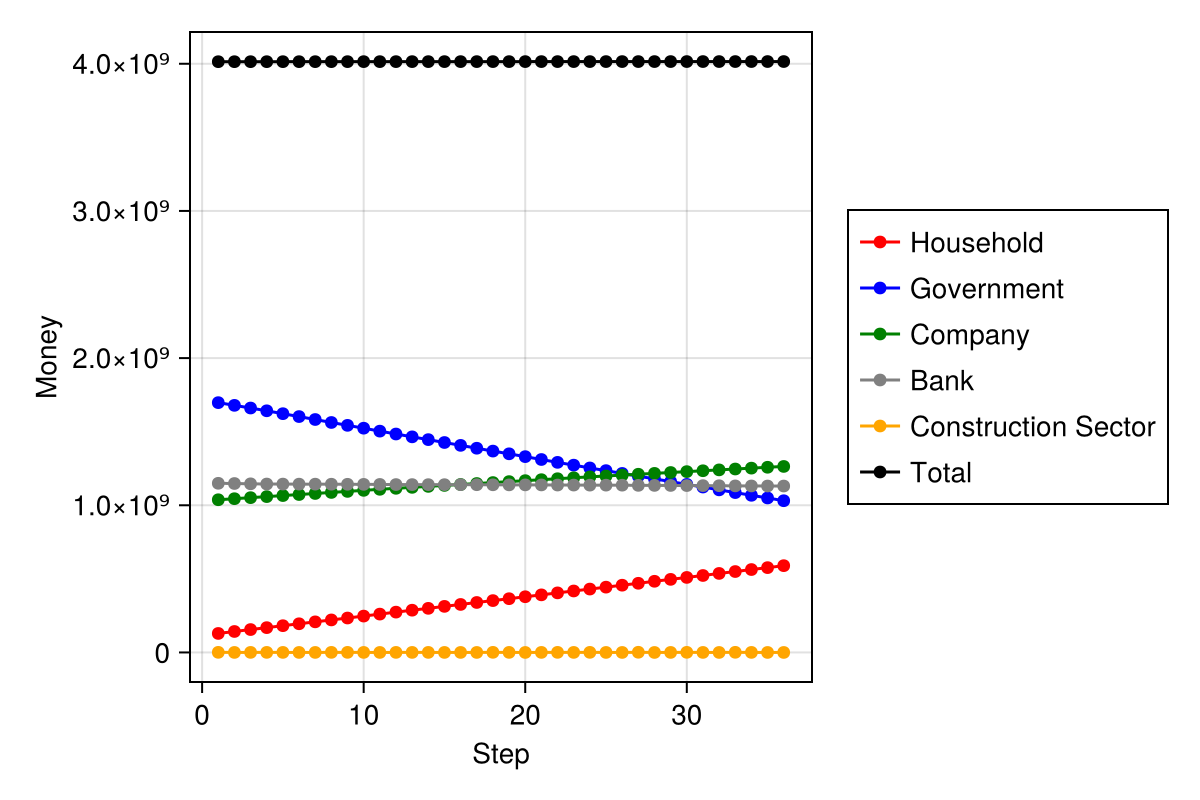 4.0×10⁹
3.0×10⁹
2.0×10⁹
1.0×10⁹
0
Money
0 10 20 30
Step
Household
Government
Company
Bank
Construction Sector
Total